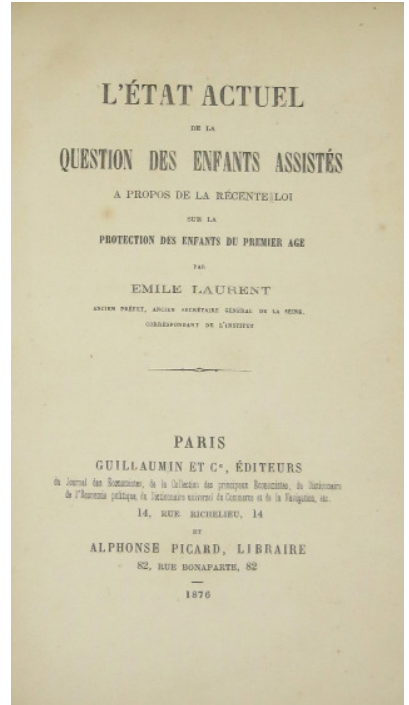 L'ÉTAT ACTUEL
DE LA
QUESTION DES ENFANTS ASSISTÉS
A PROPOS DE LA RÉCENTE LOI
SUR LA
PROTECTION DES ENFANTS DU PREMIER AGE
PAR
EMILE LAURENT
ANCIEN PRÉFET, ANCIEN SECRÉTAIRE GÉNÉRAL DE LA SEINE,
CORRESPONDANT DE L'INSTITUT
PARIS
GUILLAUMIN ET Cie, ÉDITEURS
du Journal des Économistes, de la Collection des principaux Économistes, du Dictionnaire
de l'Économie politique, du Dictionnaire universel du Commerce et de la Navigation, etc.
14, RUE RICHELIEU, 14
ET
ALPHONSE PICARD, LIBRAIRE
82, RUE BONAPARTE, 82
1876